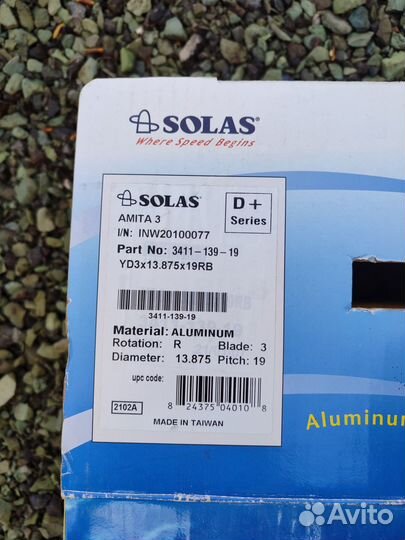 SOLAS®
Where Speed Begins
SOLAS® D+
AMITA 3 Series
I/N: INW20100077
Part No: 3411-139-19
YD3x13.875x19RB
3411-139-19
Material: ALUMINUM
Rotation: R Blade: 3
Diameter: 13.875 Pitch: 19
upc code:
8 24375 04010 8
2102A MADE IN TAIWAN
Aluminu
Avito